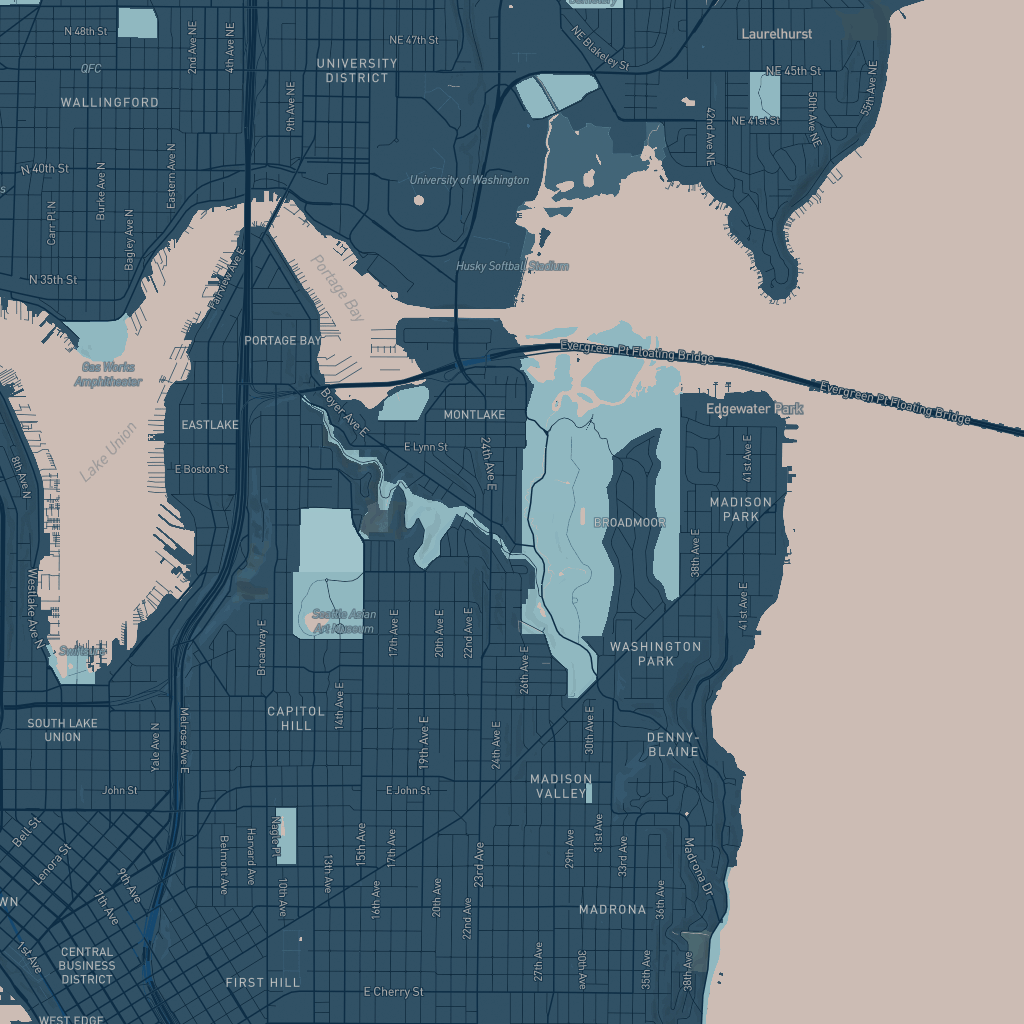 Cemetery
N 48th St
2nd Ave NE
4th Ave NE
NE 47th St
NE Blakeley St
Laurelhurst
QFC
UNIVERSITY
DISTRICT
NE 45th St
WALLINGFORD
9th Ave NE
42nd Ave NE
NE 41st St
50th Ave NE
55th Ave NE
N 40th St
Burke Ave N
Eastern Ave N
University of Washington
Carr Pl N
Bagley Ave N
N 35th St
Fairview Ave E
Portage Bay
Husky Softball Stadium
PORTAGE BAY
Evergreen Pt Floating Bridge
Gas Works
Amphitheater
Evergreen Pt Floating Bridge
Boyer Ave E
EASTLAKE
MONTLAKE
Edgewater Park
Lake Union
E Lynn St
24th Ave E
41st Ave E
8th Ave N
E Boston St
MADISON
PARK
BROADMOOR
38th Ave E
Westlake Ave N
Seattle Asian
Art Museum
17th Ave E
20th Ave E
22nd Ave E
41st Ave E
Broadway E
26th Ave E
WASHINGTON
PARK
SOUTH LAKE
UNION
Yale Ave N
Melrose Ave E
CAPITOL
HILL
14th Ave E
19th Ave E
24th Ave E
30th Ave E
DENNY-
BLAINE
John St
E John St
MADISON
VALLEY
Bell St
Lenora St
Belmont Ave
Harvard Ave
Nagle Pl
13th Ave
15th Ave
17th Ave
23rd Ave
29th Ave
31st Ave
33rd Ave
Madrona Dr
9th Ave
7th Ave
10th Ave
16th Ave
20th Ave
22nd Ave
MADRONA
36th Ave
WN
1st Ave
CENTRAL
BUSINESS
DISTRICT
FIRST HILL
E Cherry St
27th Ave
30th Ave
35th Ave
38th Ave
WEST EDGE